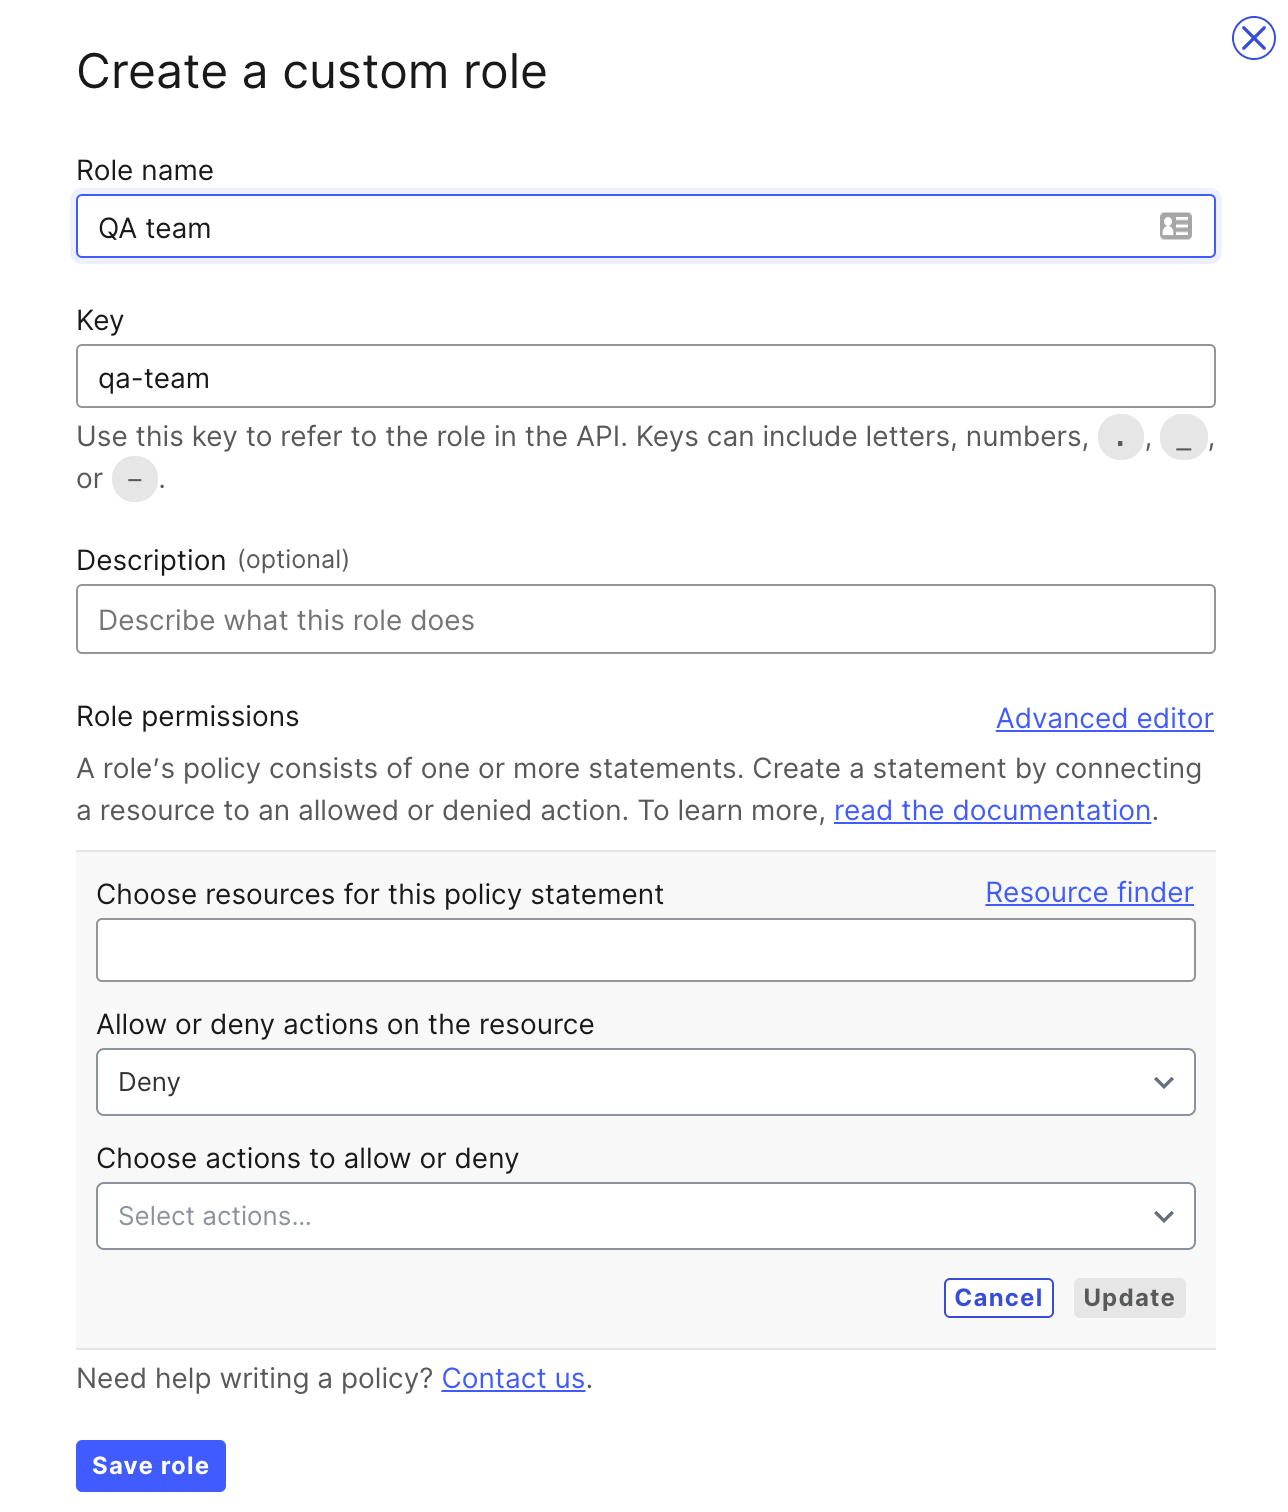 Create a custom role
Role name
QA team
Key
qa-team
Use this key to refer to the role in the API. Keys can include letters, numbers, ., _,
or -.
Description (optional)
Describe what this role does
Role permissions Advanced editor
A role’s policy consists of one or more statements. Create a statement by connecting
a resource to an allowed or denied action. To learn more, read the documentation.
Choose resources for this policy statement Resource finder
Allow or deny actions on the resource
Deny
Choose actions to allow or deny
Select actions...
Cancel Update
Need help writing a policy? Contact us.
Save role